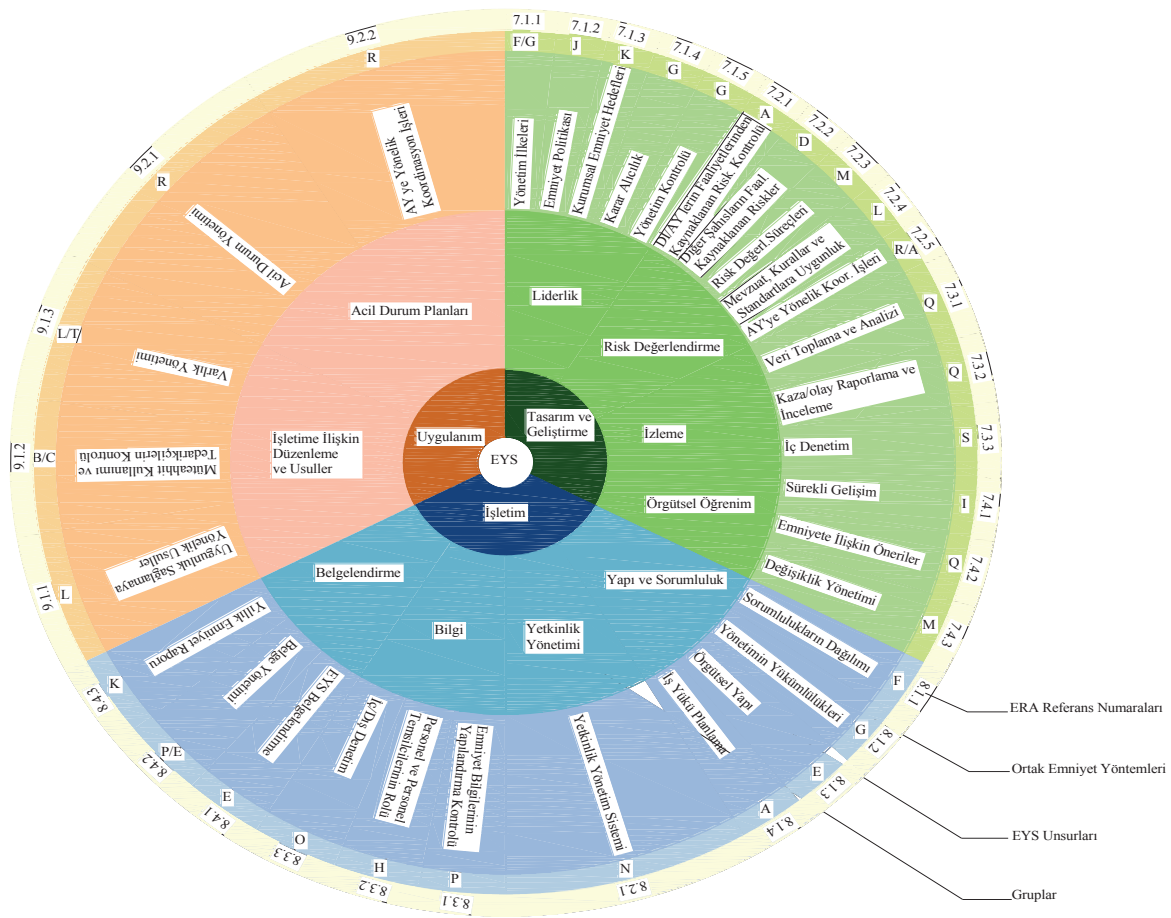 EYS
Tasarım ve
Geliştirme
İşletim
Uygulanım
Liderlik
Risk Değerlendirme
İzleme
Örgütsel Öğrenim
Yapı ve Sorumluluk
Yetkinlik
Yönetimi
Bilgi
Belgelendirme
İşletime İlişkin
Düzenleme
ve Usuller
Acil Durum Planları
Yönetim İlkeleri
Emniyet Politikası
Kurumsal Emniyet Hedefleri
Karar Alıcılık
Yönetim Kontrolü
DI/AY Terin Faaliyetlerinden
Kaynaklanan Risk. Kontrolü
Diğer Şahısların Faal.
Kaynaklanan Riskler
Risk Değerl.Süreçleri
Mevzuat, Kurallar ve
Standartlara Uygunluk
AY'ye Yönelik Koor. İşleri
Veri Toplama ve Analizi
Kaza/olay Raporlama ve
İnceleme
İç Denetim
Sürekli Gelişim
Emniyete İlişkin Öneriler
Değişiklik Yönetimi
Sorumlulukların Dağılımı
Yönetimin Yükümlülükleri
Örgütsel Yapı
İş Yükü Planlama
Yetkinlik Yönetim Sistemi
Emniyet Bilgilerinin
Yapılandırma Kontrolü
Personel ve Personel
Temsilcilerinin Rolü
İç/Dış Denetim
EYS Belgelendirme
Belge Yönetimi
Yıllık Emniyet Raporu
Uygunluk Sağlamaya
Yönelik Usuller
Müteahhit Kullanımı ve
Tedarikçilerin Kontrolü
Varlık Yönetimi
Acil Durum Yönetimi
AY'ye Yönelik
Koordinasyon İşleri
F/G
J
K
G
G
A
D
M
L
R/A
Q
Q
S
I
Q
M
F
G
E
A
N
P
H
O
E
P/E
K
L
B/C
L/T
R
R
7.1.1
7.1.2
7.1.3
7.1.4
7.1.5
7.2.1
7.2.2
7.2.3
7.2.4
7.2.5
7.3.1
7.3.2
7.3.3
7.4.1
7.4.2
7.4.3
8.1.1
8.1.2
8.1.3
8.1.4
8.2.1
8.3.1
8.3.2
8.3.3
8.4.1
8.4.2
8.4.3
9.1.1
9.1.2
9.1.3
9.2.1
9.2.2
ERA Referans Numaraları
Ortak Emniyet Yöntemleri
EYS Unsurları
Gruplar